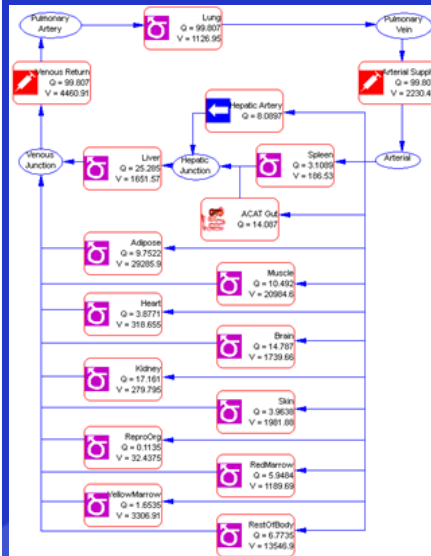 Pulmonary
Artery
Lung
Q = 99.807
V = 1126.95
Pulmonary
Vein
Venous Return
Q = 99.807
V = 4460.91
Arterial Suppl
Q = 99.80
V = 2230.4
Hepatic Artery
Q = 8.0897
Venous
Junction
Liver
Q = 25.285
V = 1651.57
Hepatic
Junction
Spleen
Q = 3.1089
V = 186.53
Arterial
ACAT Gut
Q = 14.087
Adipose
Q = 9.7522
V = 29285.9
Muscle
Q = 10.492
V = 20984.6
Heart
Q = 3.8771
V = 318.655
Brain
Q = 14.787
V = 1739.66
Kidney
Q = 17.161
V = 279.795
Skin
Q = 3.9638
V = 1981.88
ReproOrg
Q = 0.1135
V = 32.4375
RedMarrow
Q = 5.9484
V = 1189.69
YellowMarrow
Q = 1.6535
V = 3306.91
RestOfBody
Q = 6.7735
V = 13546.9